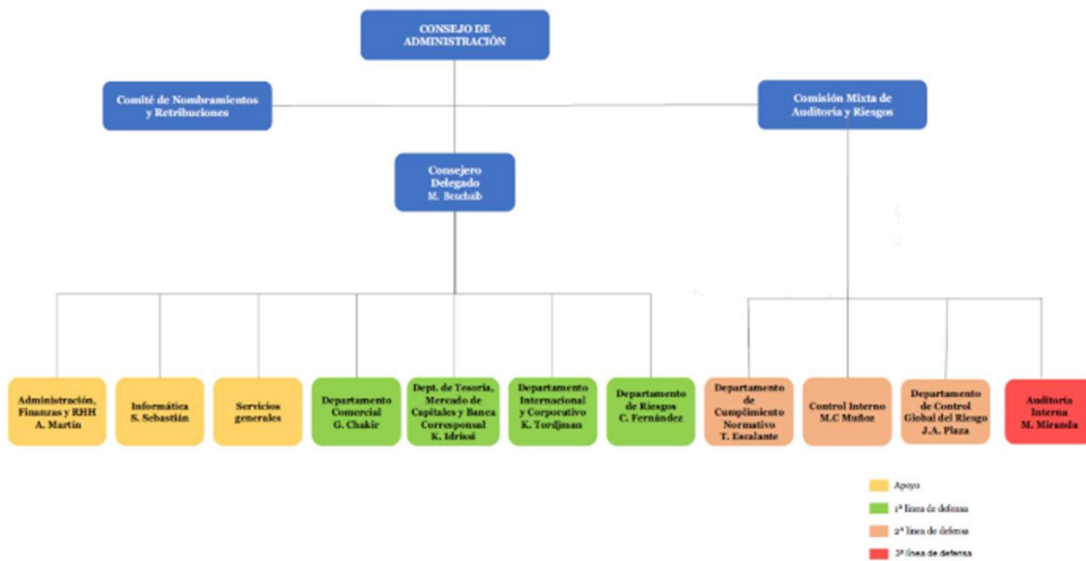 CONSEJO DE
ADMINISTRACIÓN
Comité de Nombramientos
y Retribuciones
Comisión Mixta de
Auditoría y Riesgos
Consejero
Delegado
M. Benchaib
Administración,
Finanzas y RHH
A. Martín
Informática
S. Sebastián
Servicios
generales
Departamento
Comercial
G. Chakir
Dept. de Tesoría,
Mercado de
Capitales y Banca
Corresponsal
K. Idrissi
Departamento
Internacional
y Corporativo
K. Tordjman
Departamento
de Riesgos
C. Fernández
Departamento
de
Cumplimiento
Normativo
T. Escalante
Control Interno
M.C Muñoz
Departamento
de Control
Global del Riesgo
J.A. Plaza
Auditoría
Interna
M. Miranda
Apoyo
1ª línea de defensa
2ª línea de defensa
3ª línea de defensa